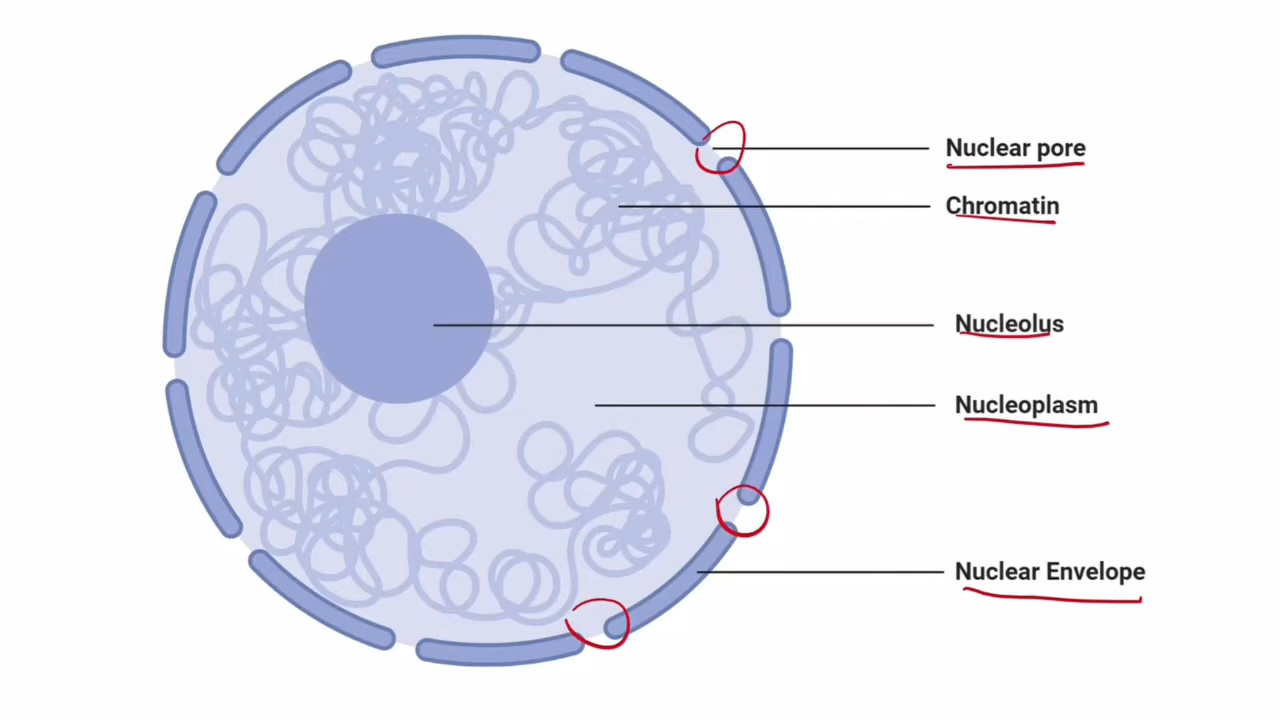 Nuclear pore
Chromatin
Nucleolus
Nucleoplasm
Nuclear Envelope